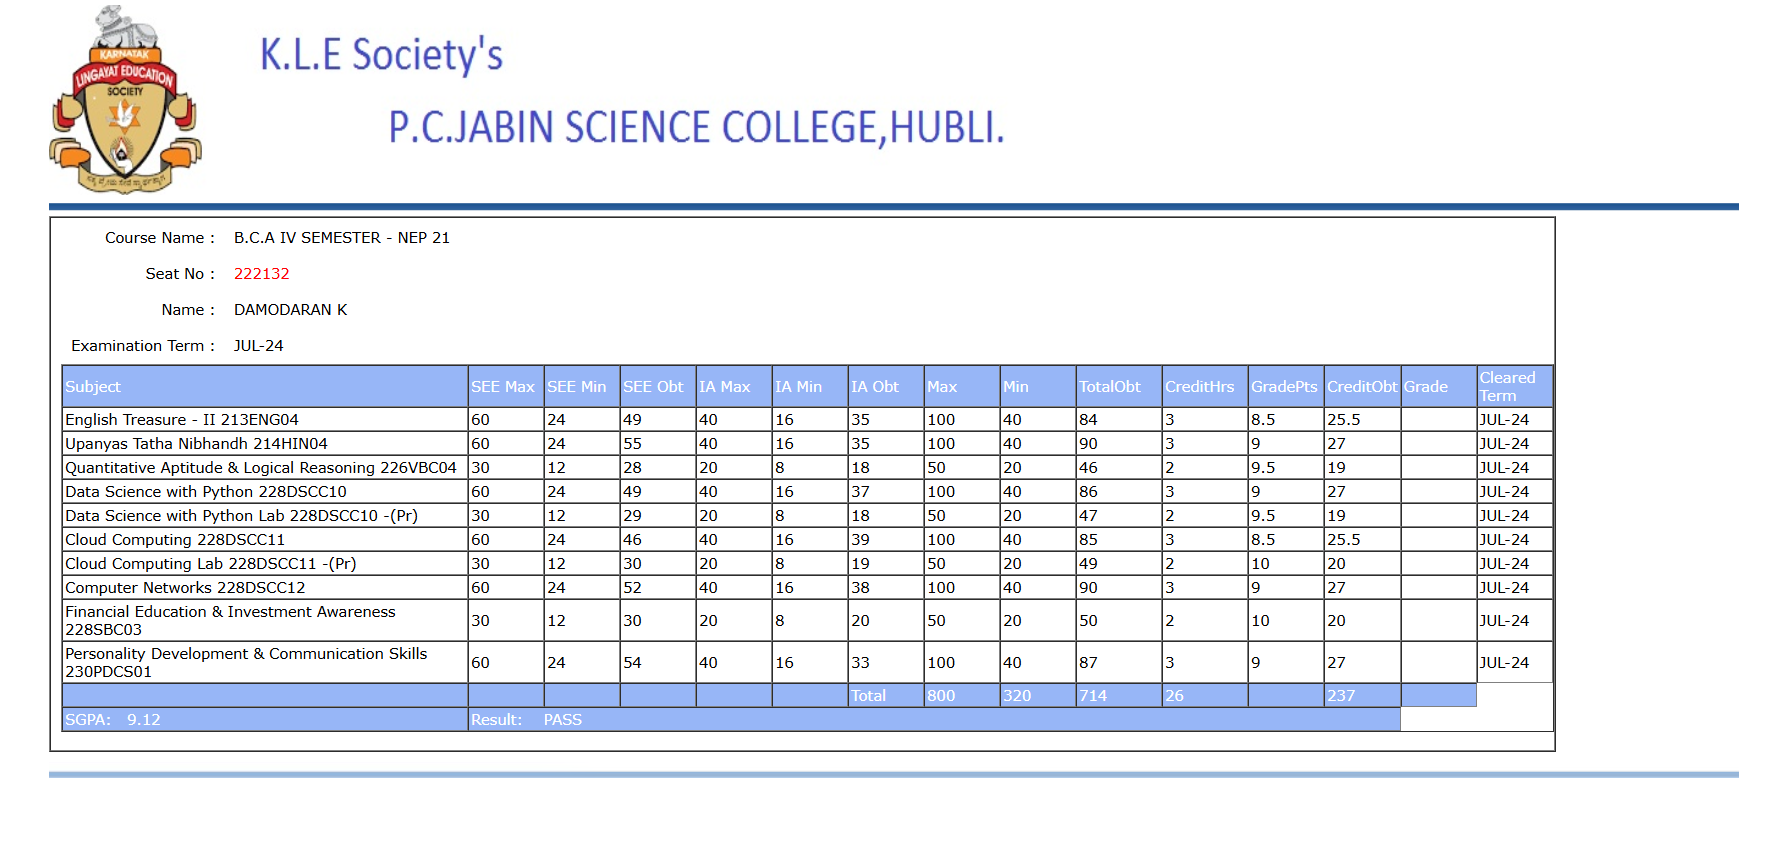 KARNATAK
LINGAYAT EDUCATION
SOCIETY
K.L.E Society's
P.C.JABIN SCIENCE COLLEGE,HUBLI.
Course Name : B.C.A IV SEMESTER - NEP 21
Seat No : 222132
Name : DAMODARAN K
Examination Term : JUL-24
Subject SEE Max SEE Min SEE Obt IA Max IA Min IA Obt Max Min TotalObt CreditHrs GradePts CreditObt Grade Cleared Term
English Treasure - II 213ENG04 60 24 49 40 16 35 100 40 84 3 8.5 25.5 JUL-24
Upanyas Tatha Nibhandh 214HIN04 60 24 55 40 16 35 100 40 90 3 9 27 JUL-24
Quantitative Aptitude & Logical Reasoning 226VBC04 30 12 28 20 8 18 50 20 46 2 9.5 19 JUL-24
Data Science with Python 228DSCC10 60 24 49 40 16 37 100 40 86 3 9 27 JUL-24
Data Science with Python Lab 228DSCC10 -(Pr) 30 12 29 20 8 18 50 20 47 2 9.5 19 JUL-24
Cloud Computing 228DSCC11 60 24 46 40 16 39 100 40 85 3 8.5 25.5 JUL-24
Cloud Computing Lab 228DSCC11 -(Pr) 30 12 30 20 8 19 50 20 49 2 10 20 JUL-24
Computer Networks 228DSCC12 60 24 52 40 16 38 100 40 90 3 9 27 JUL-24
Financial Education & Investment Awareness
228SBC03 30 12 30 20 8 20 50 20 50 2 10 20 JUL-24
Personality Development & Communication Skills
230PDCS01 60 24 54 40 16 33 100 40 87 3 9 27 JUL-24
Total 800 320 714 26 237
SGPA: 9.12 Result: PASS